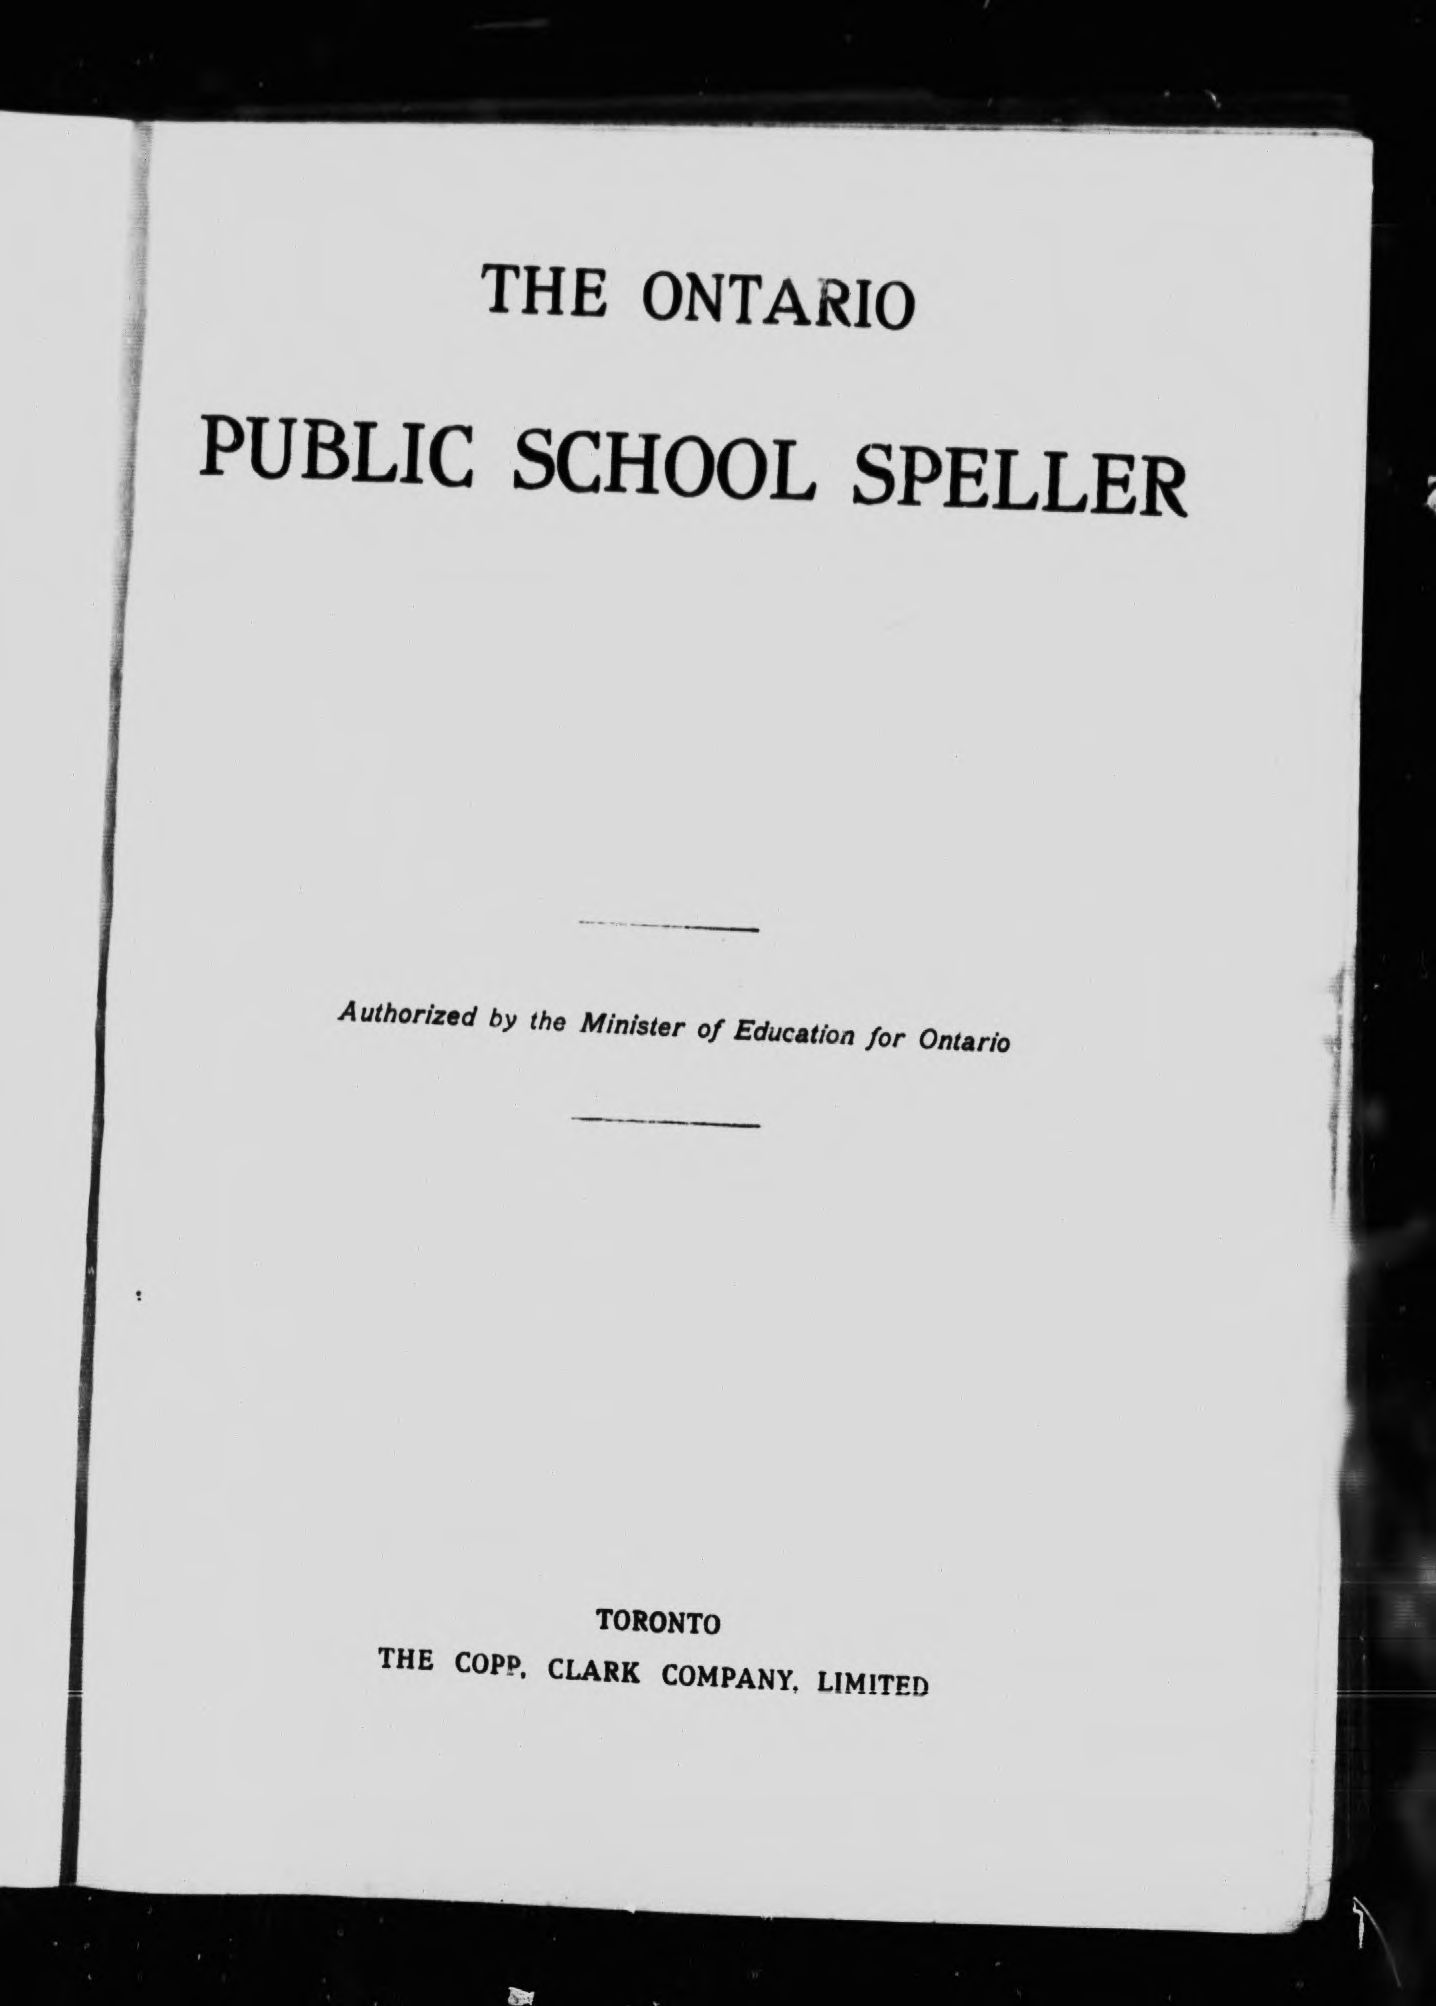 THE ONTARIO
PUBLIC SCHOOL SPELLER
Authorized by the Minister of Education for Ontario
TORONTO
THE COPP, CLARK COMPANY, LIMITED